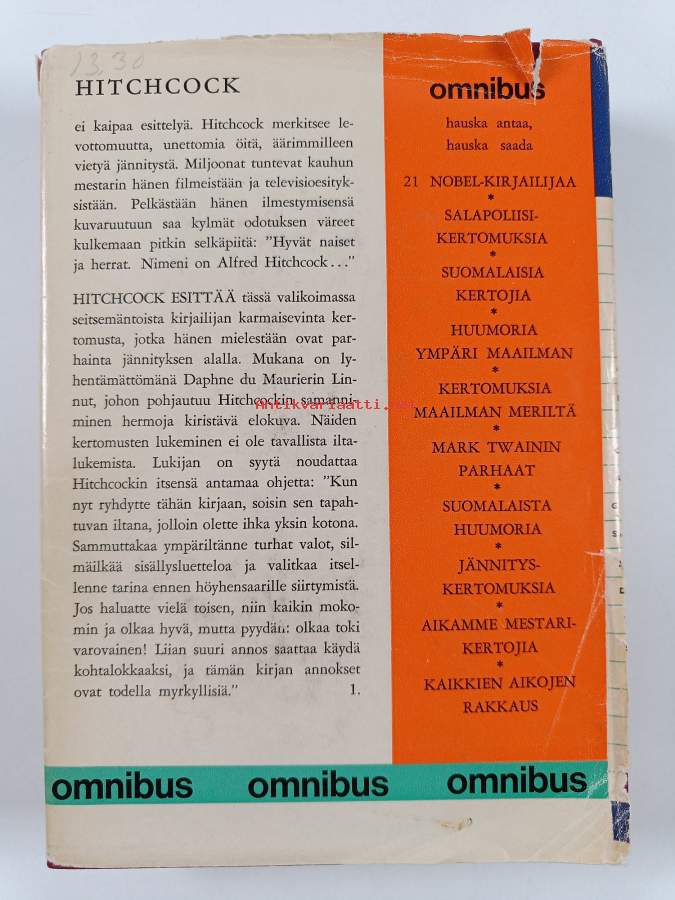 13,30
HITCHCOCK
ei kaipaa esittelyä. Hitchcock merkitsee le-
vottomuutta, unettomia öitä, äärimmilleen
vietyä jännitystä. Miljoonat tuntevat kauhun
mestarin hänen filmeistään ja televisioesityk-
sistään. Pelkästään hänen ilmestymisensä
kuvaruutuun saa kylmät odotuksen väreet
kulkemaan pitkin selkäpiitä: "Hyvät naiset
ja herrat. Nimeni on Alfred Hitchcock..."
HITCHCOCK ESITTÄÄ tässä valikoimassa
seitsemäntoista kirjailijan karmaisevinta ker-
tomusta, jotka hänen mielestään ovat par-
hainta jännityksen alalla. Mukana on ly-
hentämättömänä Daphne du Maurierin Lin-
nut, johon pohjautuu Hitchcockin samanni-
minen hermoja kiristävä elokuva. Näiden
kertomusten lukeminen ei ole tavallista ilta-
lukemista. Lukijan on syytä noudattaa
Hitchcockin itsensä antamaa ohjetta: "Kun
nyt ryhdytte tähän kirjaan, soisin sen tapah-
tuvan iltana, jolloin olette ihka yksin kotona.
Sammuttakaa ympäriltänne turhat valot, sil-
mäilkää sisällysluetteloa ja valitkaa itsel-
lenne tarina ennen höyhensaarille siirtymistä.
Jos haluatte vielä toisen, niin kaikin moko-
min ja olkaa hyvä, mutta pyydän: olkaa toki
varovainen! Liian suuri annos saattaa käydä
kohtalokkaaksi, ja tämän kirjan annokset
ovat todella myrkyllisiä." 1.
omnibus
hauska antaa,
hauska saada
21 NOBEL-KIRJAILIJAA
*
SALAPOLIISI-
KERTOMUKSIA
*
SUOMALAISIA
KERTOJIA
*
HUUMORIA
YMPÄRI MAAILMAN
*
KERTOMUKSIA
MAAILMAN MERILTÄ
*
MARK TWAININ
PARHAAT
*
SUOMALAISTA
HUUMORIA
*
JÄNNITYS-
KERTOMUKSIA
*
AIKAMME MESTARI-
KERTOJIA
*
KAIKKIEN AIKOJEN
RAKKAUS
omnibus omnibus omnibus
Antikvariaatti.net